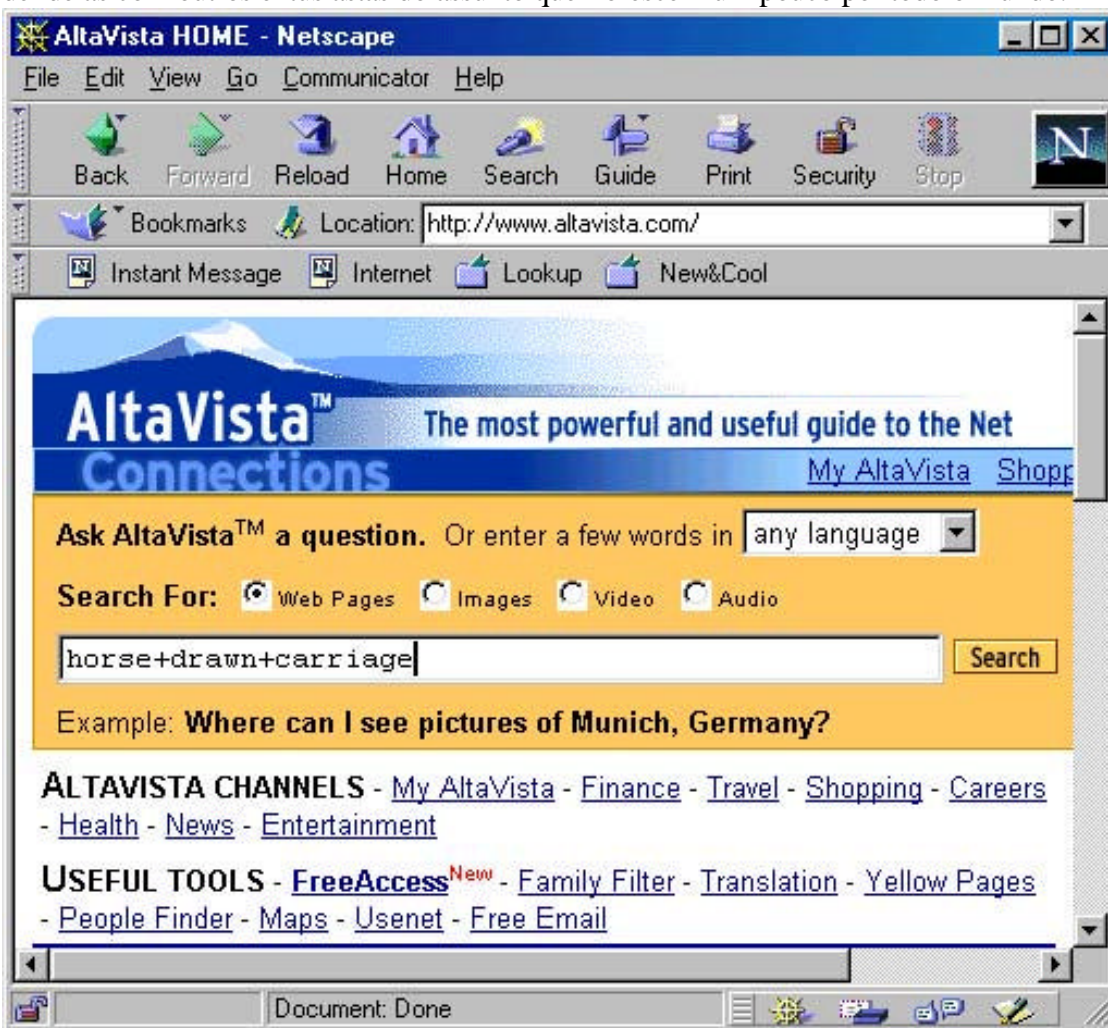 AltaVista HOME - Netscape
File Edit View Go Communicator Help
Back Forward Reload Home Search Guide Print Security Stop N
Bookmarks Location: http://www.altavista.com/
Instant Message Internet Lookup New&Cool
AltaVista™ The most powerful and useful guide to the Net
Connections My AltaVista Shopp
Ask AltaVista™ a question. Or enter a few words in any language
Search For: Web Pages Images Video Audio
horse+drawn+carriage Search
Example: Where can I see pictures of Munich, Germany?
ALTAVISTA CHANNELS - My AltaVista - Finance - Travel - Shopping - Careers
- Health - News - Entertainment
USEFUL TOOLS - FreeAccess New - Family Filter - Translation - Yellow Pages
- People Finder - Maps - Usenet - Free Email
Document: Done